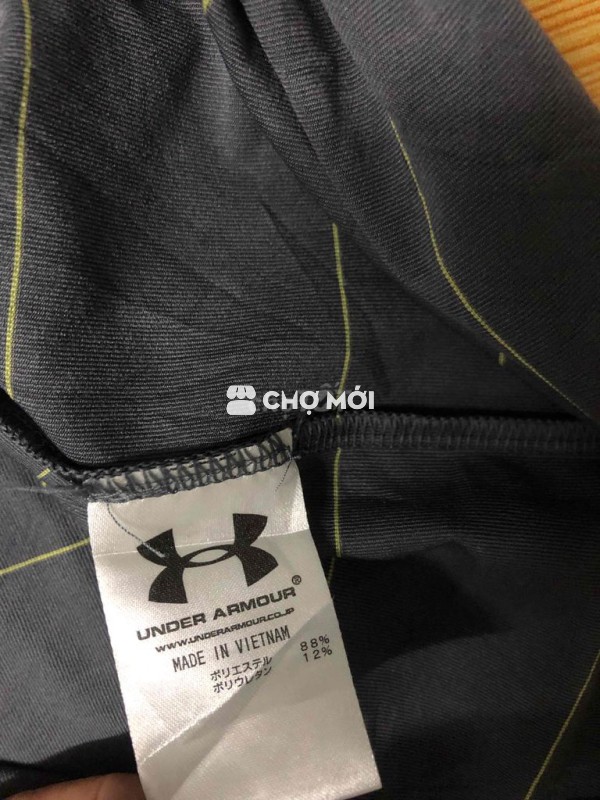 CHỢ MỚI
UNDER ARMOUR®
WWW.UNDERARMOUR.CO.JP
MADE IN VIETNAM
ポリエステル 88%
ポリウレタン 12%